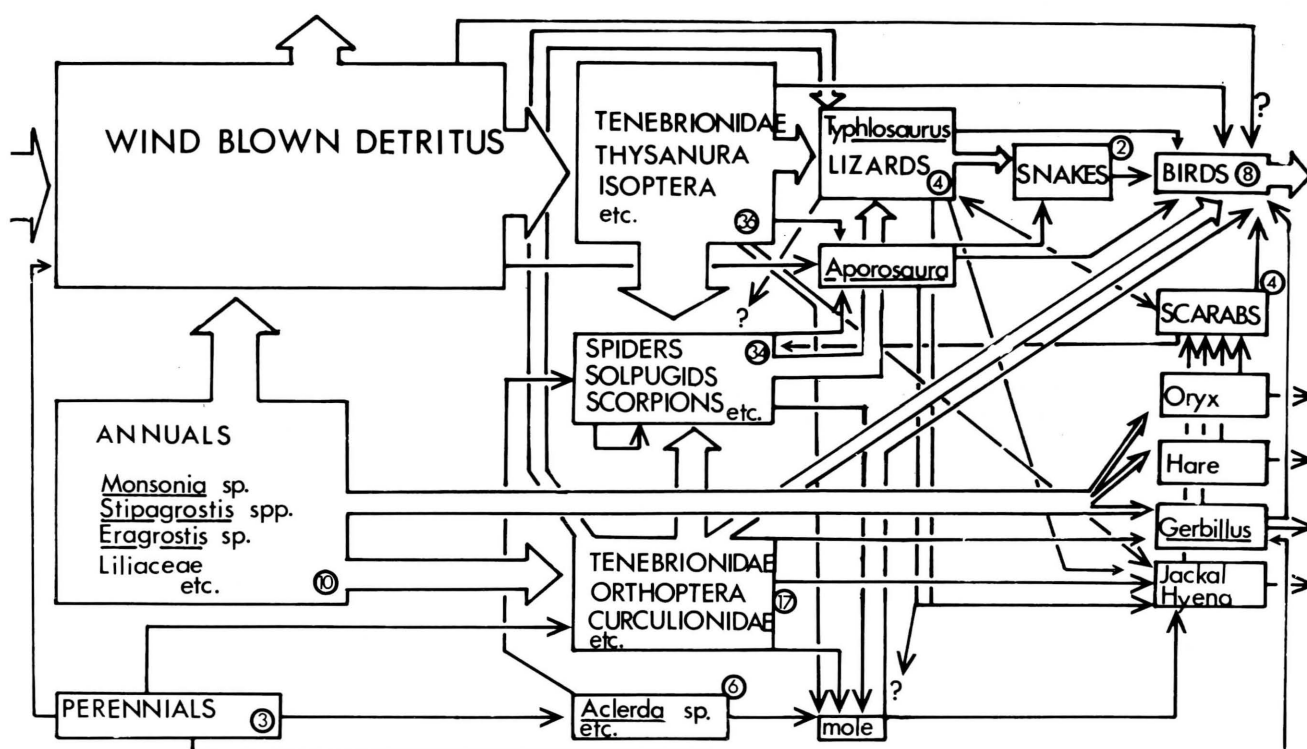 WIND BLOWN DETRITUS
TENEBRIONIDAE
THYSANURA
ISOPTERA
etc.
36
Typhlosaurus
LIZARDS
4
SNAKES
2
BIRDS 8
?
Aporosaura
?
SCARABS
4
SPIDERS
SOLPUGIDS
SCORPIONS
etc.
34
ANNUALS
Monsonia sp.
Stipagrostis spp.
Eragrostis sp.
Liliaceae
etc.
10
Oryx
Hare
Gerbillus
Jackal
Hyena
TENEBRIONIDAE
ORTHOPTERA
CURCULIONIDAE
etc.
17
?
PERENNIALS
3
Aclerda sp.
etc.
6
mole